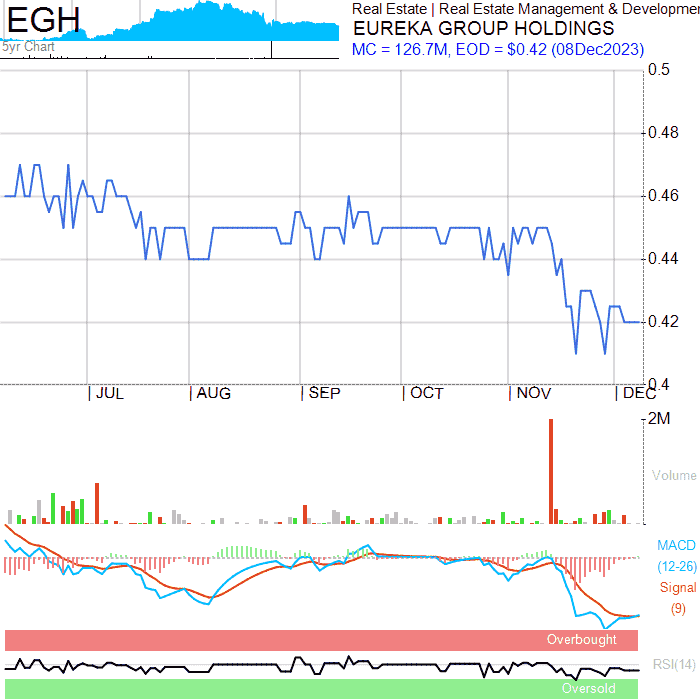 EGH
5yr Chart
Real Estate | Real Estate Management & Developmen
EUREKA GROUP HOLDINGS
MC = 126.7M, EOD = $0.42 (08Dec2023)
0.5
0.48
0.46
0.44
0.42
0.4
JUL AUG SEP OCT NOV DEC
2M
Volume
MACD
(12-26)
Signal
(9)
Overbought
RSI(14)
Oversold